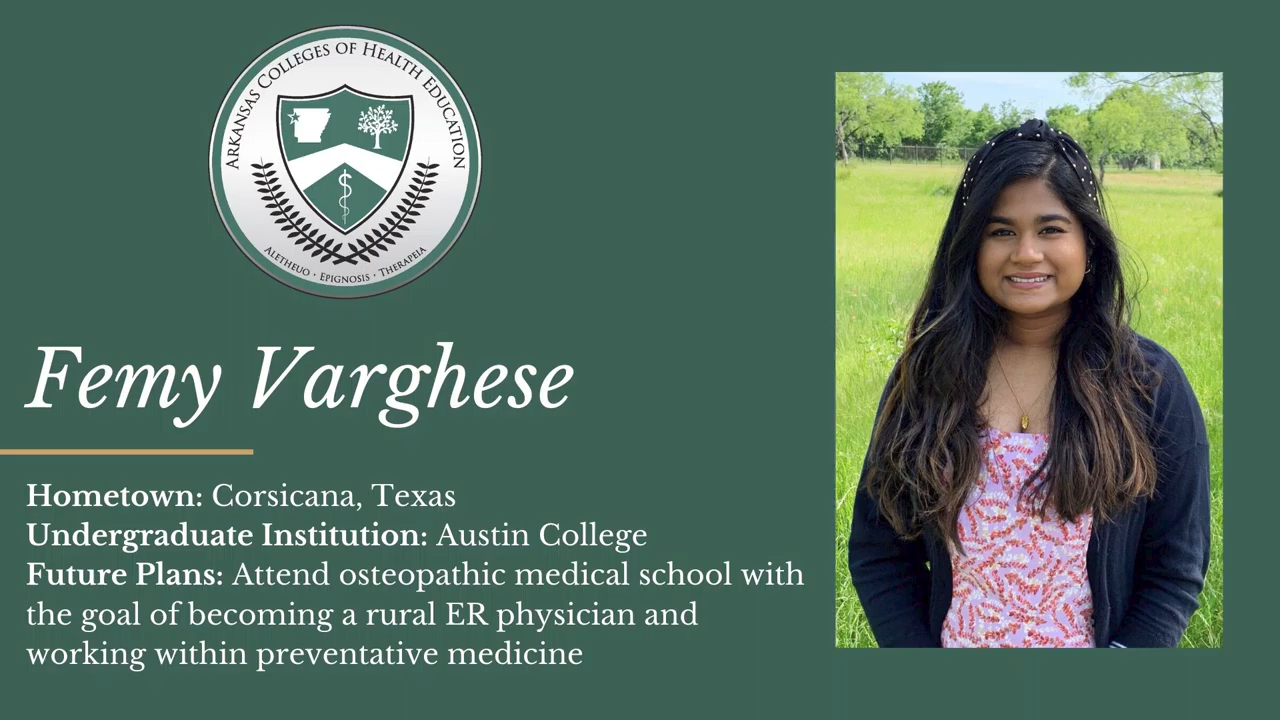 ARKANSAS COLLEGES OF HEALTH EDUCATION
ALETHEUO · EPIGNOSIS · THERAPEIA
Femy Varghese
Hometown: Corsicana, Texas
Undergraduate Institution: Austin College
Future Plans: Attend osteopathic medical school with
the goal of becoming a rural ER physician and
working within preventative medicine